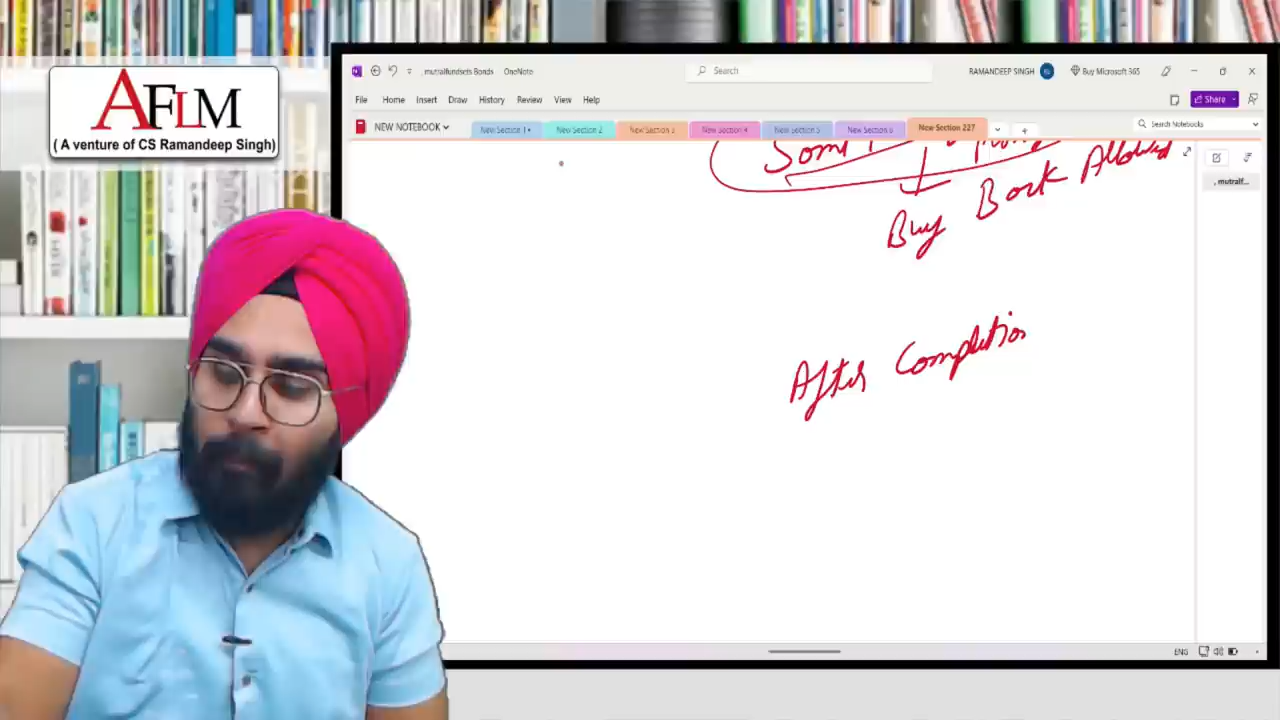 AFLM
( A venture of CS Ramandeep Singh)
, mutralfundsets Bonds - OneNote
Search
RAMANDEEP SINGH
Buy Microsoft 365
File Home Insert Draw History Review View Help
Share
NEW NOTEBOOK
New Section 1
New Section 2
New Section 3
New Section 4
New Section 5
New Section 6
New Section 227
Search Notebooks
, mutralf...
Allowed
Buy Back
After Completion
ENG